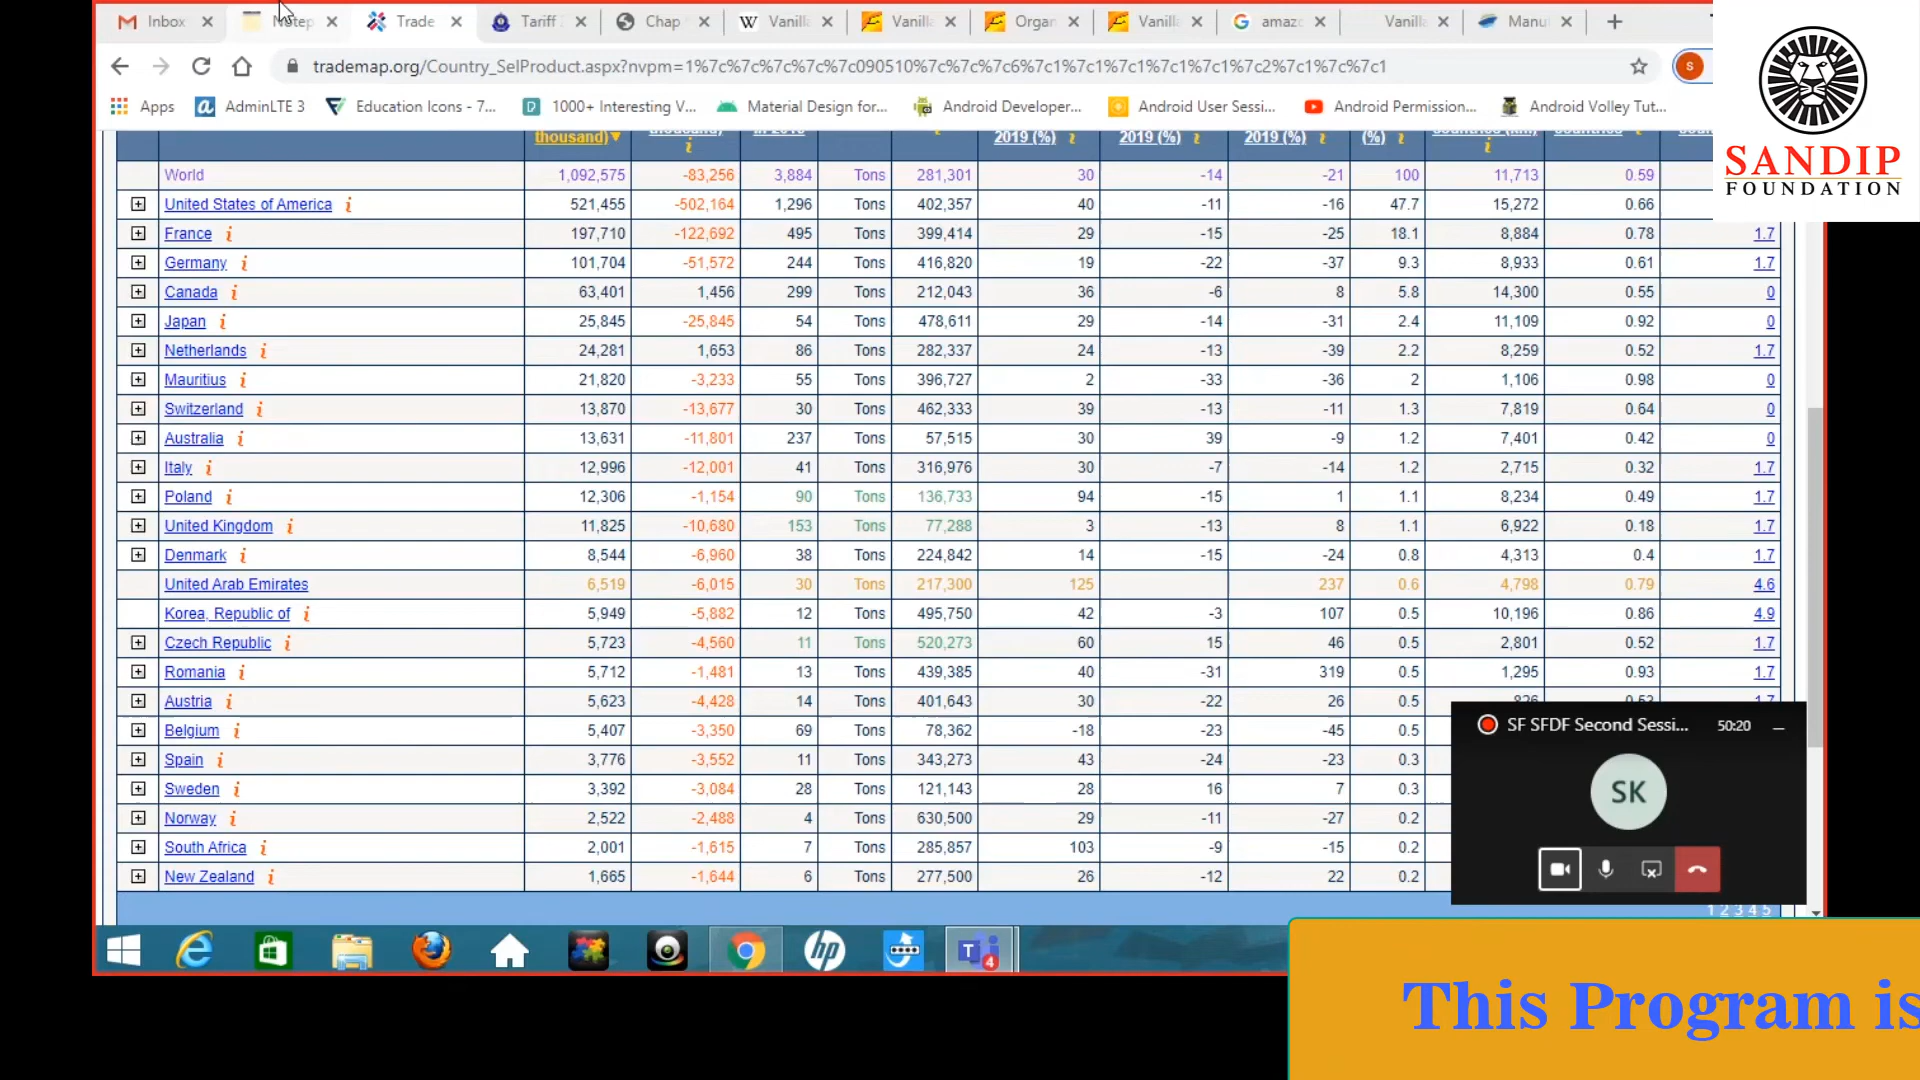 Inbox Notep Trade Tariff Chap Vanilla Vanilla Organ Vanilla amazo Vanilla Manu
trademap.org/Country_SelProduct.aspx?nvpm=1%7c%7c%7c%7c%7c090510%7c%7c%7c6%7c1%7c1%7c1%7c1%7c1%7c2%7c1%7c%7c1
S
Apps AdminLTE 3 Education Icons - 7... 1000+ Interesting V... Material Design for... Android Developer... Android User Sessi... Android Permission... Android Volley Tut...
SANDIP
FOUNDATION
thousand)▼ thousand) 2019 (%) 2019 (%) 2019 (%) (%)
World 1,092,575 -83,256 3,884 Tons 281,301 30 -14 -21 100 11,713 0.59
United States of America 521,455 -502,164 1,296 Tons 402,357 40 -11 -16 47.7 15,272 0.66
France 197,710 -122,692 495 Tons 399,414 29 -15 -25 18.1 8,884 0.78 1.7
Germany 101,704 -51,572 244 Tons 416,820 19 -22 -37 9.3 8,933 0.61 1.7
Canada 63,401 1,456 299 Tons 212,043 36 -6 8 5.8 14,300 0.55 0
Japan 25,845 -25,845 54 Tons 478,611 29 -14 -31 2.4 11,109 0.92 0
Netherlands 24,281 1,653 86 Tons 282,337 24 -13 -39 2.2 8,259 0.52 1.7
Mauritius 21,820 -3,233 55 Tons 396,727 2 -33 -36 2 1,106 0.98 0
Switzerland 13,870 -13,677 30 Tons 462,333 39 -13 -11 1.3 7,819 0.64 0
Australia 13,631 -11,801 237 Tons 57,515 30 39 -9 1.2 7,401 0.42 0
Italy 12,996 -12,001 41 Tons 316,976 30 -7 -14 1.2 2,715 0.32 1.7
Poland 12,306 -1,154 90 Tons 136,733 94 -15 1 1.1 8,234 0.49 1.7
United Kingdom 11,825 -10,680 153 Tons 77,288 3 -13 8 1.1 6,922 0.18 1.7
Denmark 8,544 -6,960 38 Tons 224,842 14 -15 -24 0.8 4,313 0.4 1.7
United Arab Emirates 6,519 -6,015 30 Tons 217,300 125 237 0.6 4,798 0.79 4.6
Korea, Republic of 5,949 -5,882 12 Tons 495,750 42 -3 107 0.5 10,196 0.86 4.9
Czech Republic 5,723 -4,560 11 Tons 520,273 60 15 46 0.5 2,801 0.52 1.7
Romania 5,712 -1,481 13 Tons 439,385 40 -31 319 0.5 1,295 0.93 1.7
Austria 5,623 -4,428 14 Tons 401,643 30 -22 26 0.5
Belgium 5,407 -3,350 69 Tons 78,362 -18 -23 -45 0.5
Spain 3,776 -3,552 11 Tons 343,273 43 -24 -23 0.3
Sweden 3,392 -3,084 28 Tons 121,143 28 16 7 0.3
Norway 2,522 -2,488 4 Tons 630,500 29 -11 -27 0.2
South Africa 2,001 -1,615 7 Tons 285,857 103 -9 -15 0.2
New Zealand 1,665 -1,644 6 Tons 277,500 26 -12 22 0.2
SF SFDF Second Sessi... 50:20
SK
1 2 3 4 5
hp
4
This Program is